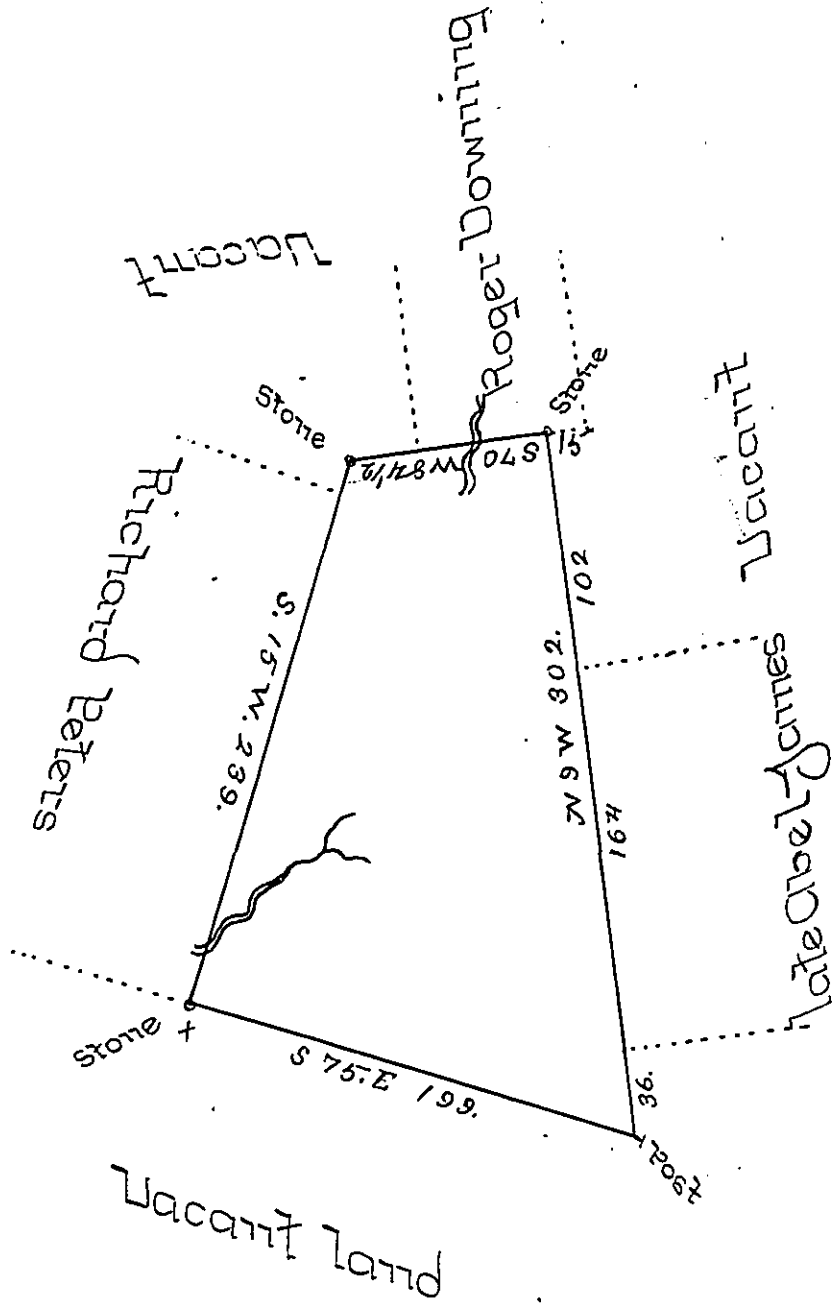 Vacant
Roger Downing
Stone
Stone
15
S 70 W 84 1/2
Richard Peters
S. 15 W. 239.
N 9 W 302.
102
164
36.
Vacant
late Abel James
Stone
S 75. E 199.
Post
Vacant land